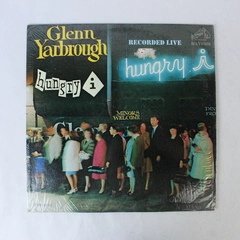 Glenn
Yarbrough
RECORDED LIVE
hungry i
hungry i
MINORS
WELCOME